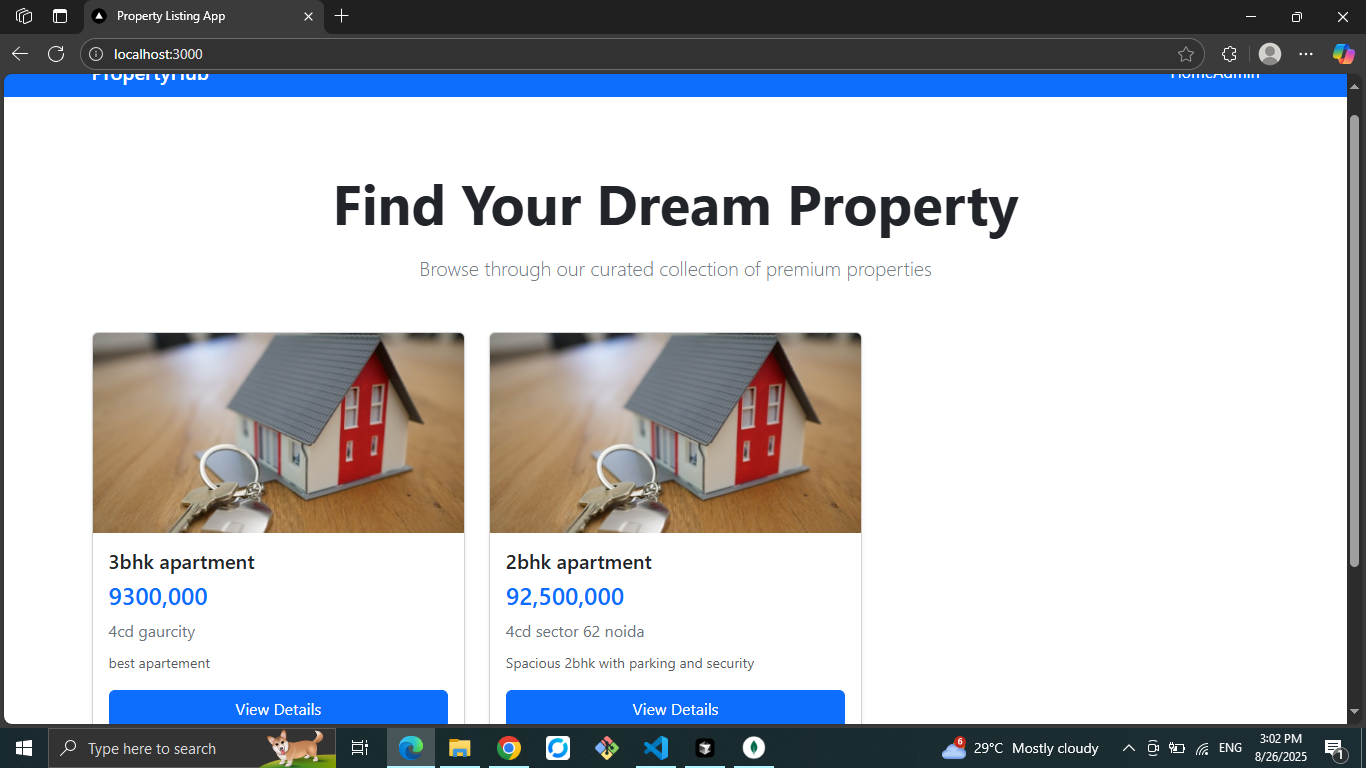 Property Listing App
localhost:3000
PropertyHub
HomeAdmin
Find Your Dream Property
Browse through our curated collection of premium properties
3bhk apartment
9300,000
4cd gaurcity
best apartement
View Details
2bhk apartment
92,500,000
4cd sector 62 noida
Spacious 2bhk with parking and security
View Details
Type here to search
6
29°C Mostly cloudy
ENG
3:02 PM
8/26/2025
1